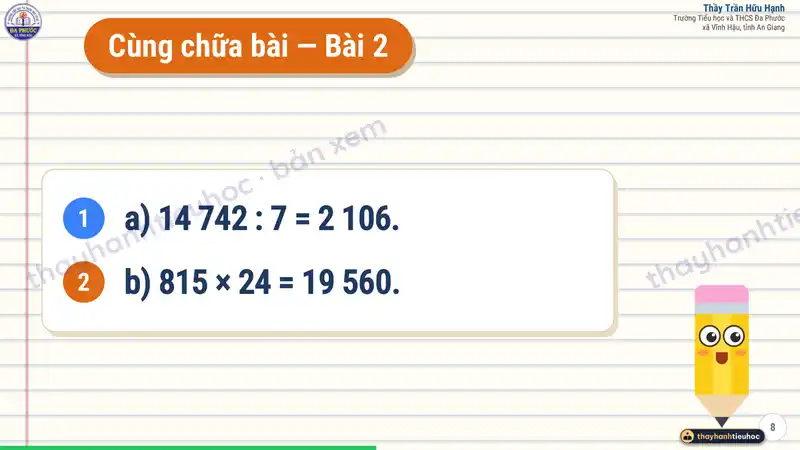 Thầy Trần Hữu Hạnh
Trường Tiểu học và THCS Đa Phước
xã Vĩnh Hậu, tỉnh An Giang
ĐA PHƯỚC
Cùng chữa bài – Bài 2
thayhanhtieuhoc · bản xem
1 a) 14 742 : 7 = 2 106.
2 b) 815 × 24 = 19 560.
thayhanhtie
thayhanhtieuhoc
8